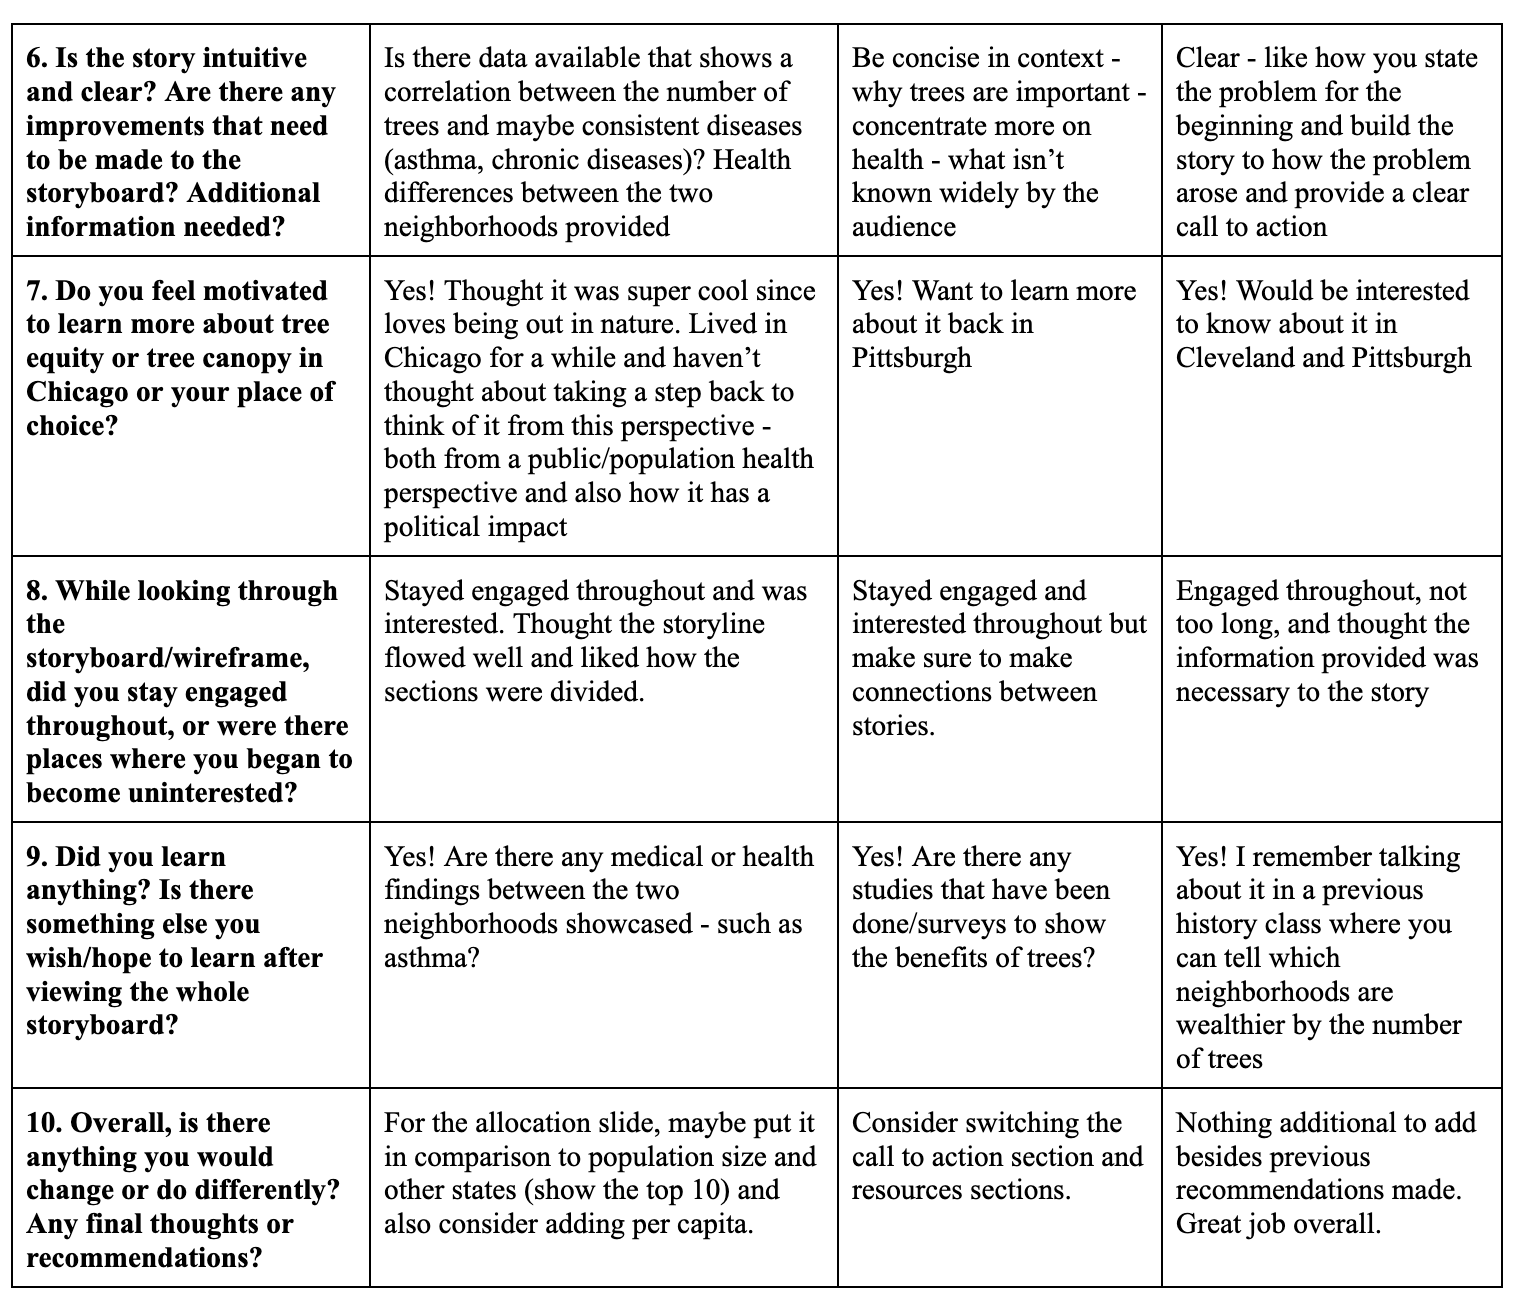 6. Is the story intuitive
and clear? Are there any
improvements that need
to be made to the
storyboard? Additional
information needed?
Is there data available that shows a
correlation between the number of
trees and maybe consistent diseases
(asthma, chronic diseases)? Health
differences between the two
neighborhoods provided
Be concise in context -
why trees are important -
concentrate more on
health - what isn’t
known widely by the
audience
Clear - like how you state
the problem for the
beginning and build the
story to how the problem
arose and provide a clear
call to action
7. Do you feel motivated
to learn more about tree
equity or tree canopy in
Chicago or your place of
choice?
Yes! Thought it was super cool since
loves being out in nature. Lived in
Chicago for a while and haven’t
thought about taking a step back to
think of it from this perspective -
both from a public/population health
perspective and also how it has a
political impact
Yes! Want to learn more
about it back in
Pittsburgh
Yes! Would be interested
to know about it in
Cleveland and Pittsburgh
8. While looking through
the
storyboard/wireframe,
did you stay engaged
throughout, or were there
places where you began to
become uninterested?
Stayed engaged throughout and was
interested. Thought the storyline
flowed well and liked how the
sections were divided.
Stayed engaged and
interested throughout but
make sure to make
connections between
stories.
Engaged throughout, not
too long, and thought the
information provided was
necessary to the story
9. Did you learn
anything? Is there
something else you
wish/hope to learn after
viewing the whole
storyboard?
Yes! Are there any medical or health
findings between the two
neighborhoods showcased - such as
asthma?
Yes! Are there any
studies that have been
done/surveys to show
the benefits of trees?
Yes! I remember talking
about it in a previous
history class where you
can tell which
neighborhoods are
wealthier by the number
of trees
10. Overall, is there
anything you would
change or do differently?
Any final thoughts or
recommendations?
For the allocation slide, maybe put it
in comparison to population size and
other states (show the top 10) and
also consider adding per capita.
Consider switching the
call to action section and
resources sections.
Nothing additional to add
besides previous
recommendations made.
Great job overall.